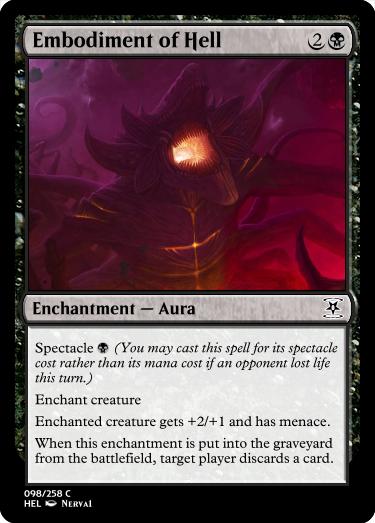 Embodiment of Hell 2
Enchantment — Aura
Spectacle (You may cast this spell for its spectacle
cost rather than its mana cost if an opponent lost life
this turn.)
Enchant creature
Enchanted creature gets +2/+1 and has menace.
When this enchantment is put into the graveyard
from the battlefield, target player discards a card.
098/258 C
HEL Nerval